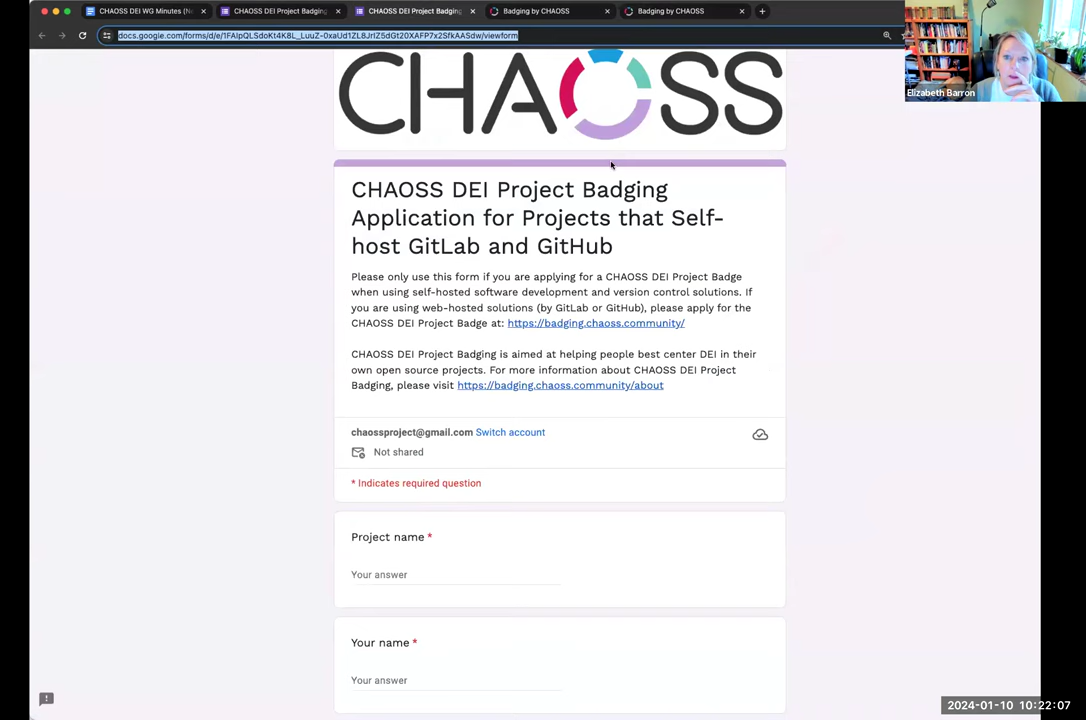 CHAOSS DEI WG Minutes (N
CHAOSS DEI Project Badging
CHAOSS DEI Project Badging
Badging by CHAOSS
Badging by CHAOSS
docs.google.com/forms/d/e/1FAIpQLSdoKt4K8L_LuuZ-0xaUd1ZL8JrIZ5dGt20XAFP7x2SfkAASdw/viewform
Elizabeth Barron
CHAOSS
CHAOSS DEI Project Badging
Application for Projects that Self-
host GitLab and GitHub
Please only use this form if you are applying for a CHAOSS DEI Project Badge
when using self-hosted software development and version control solutions. If
you are using web-hosted solutions (by GitLab or GitHub), please apply for the
CHAOSS DEI Project Badge at: https://badging.chaoss.community/
CHAOSS DEI Project Badging is aimed at helping people best center DEI in their
own open source projects. For more information about CHAOSS DEI Project
Badging, please visit https://badging.chaoss.community/about
chaossproject@gmail.com Switch account
Not shared
* Indicates required question
Project name *
Your answer
Your name *
Your answer
2024-01-10 10:22:07